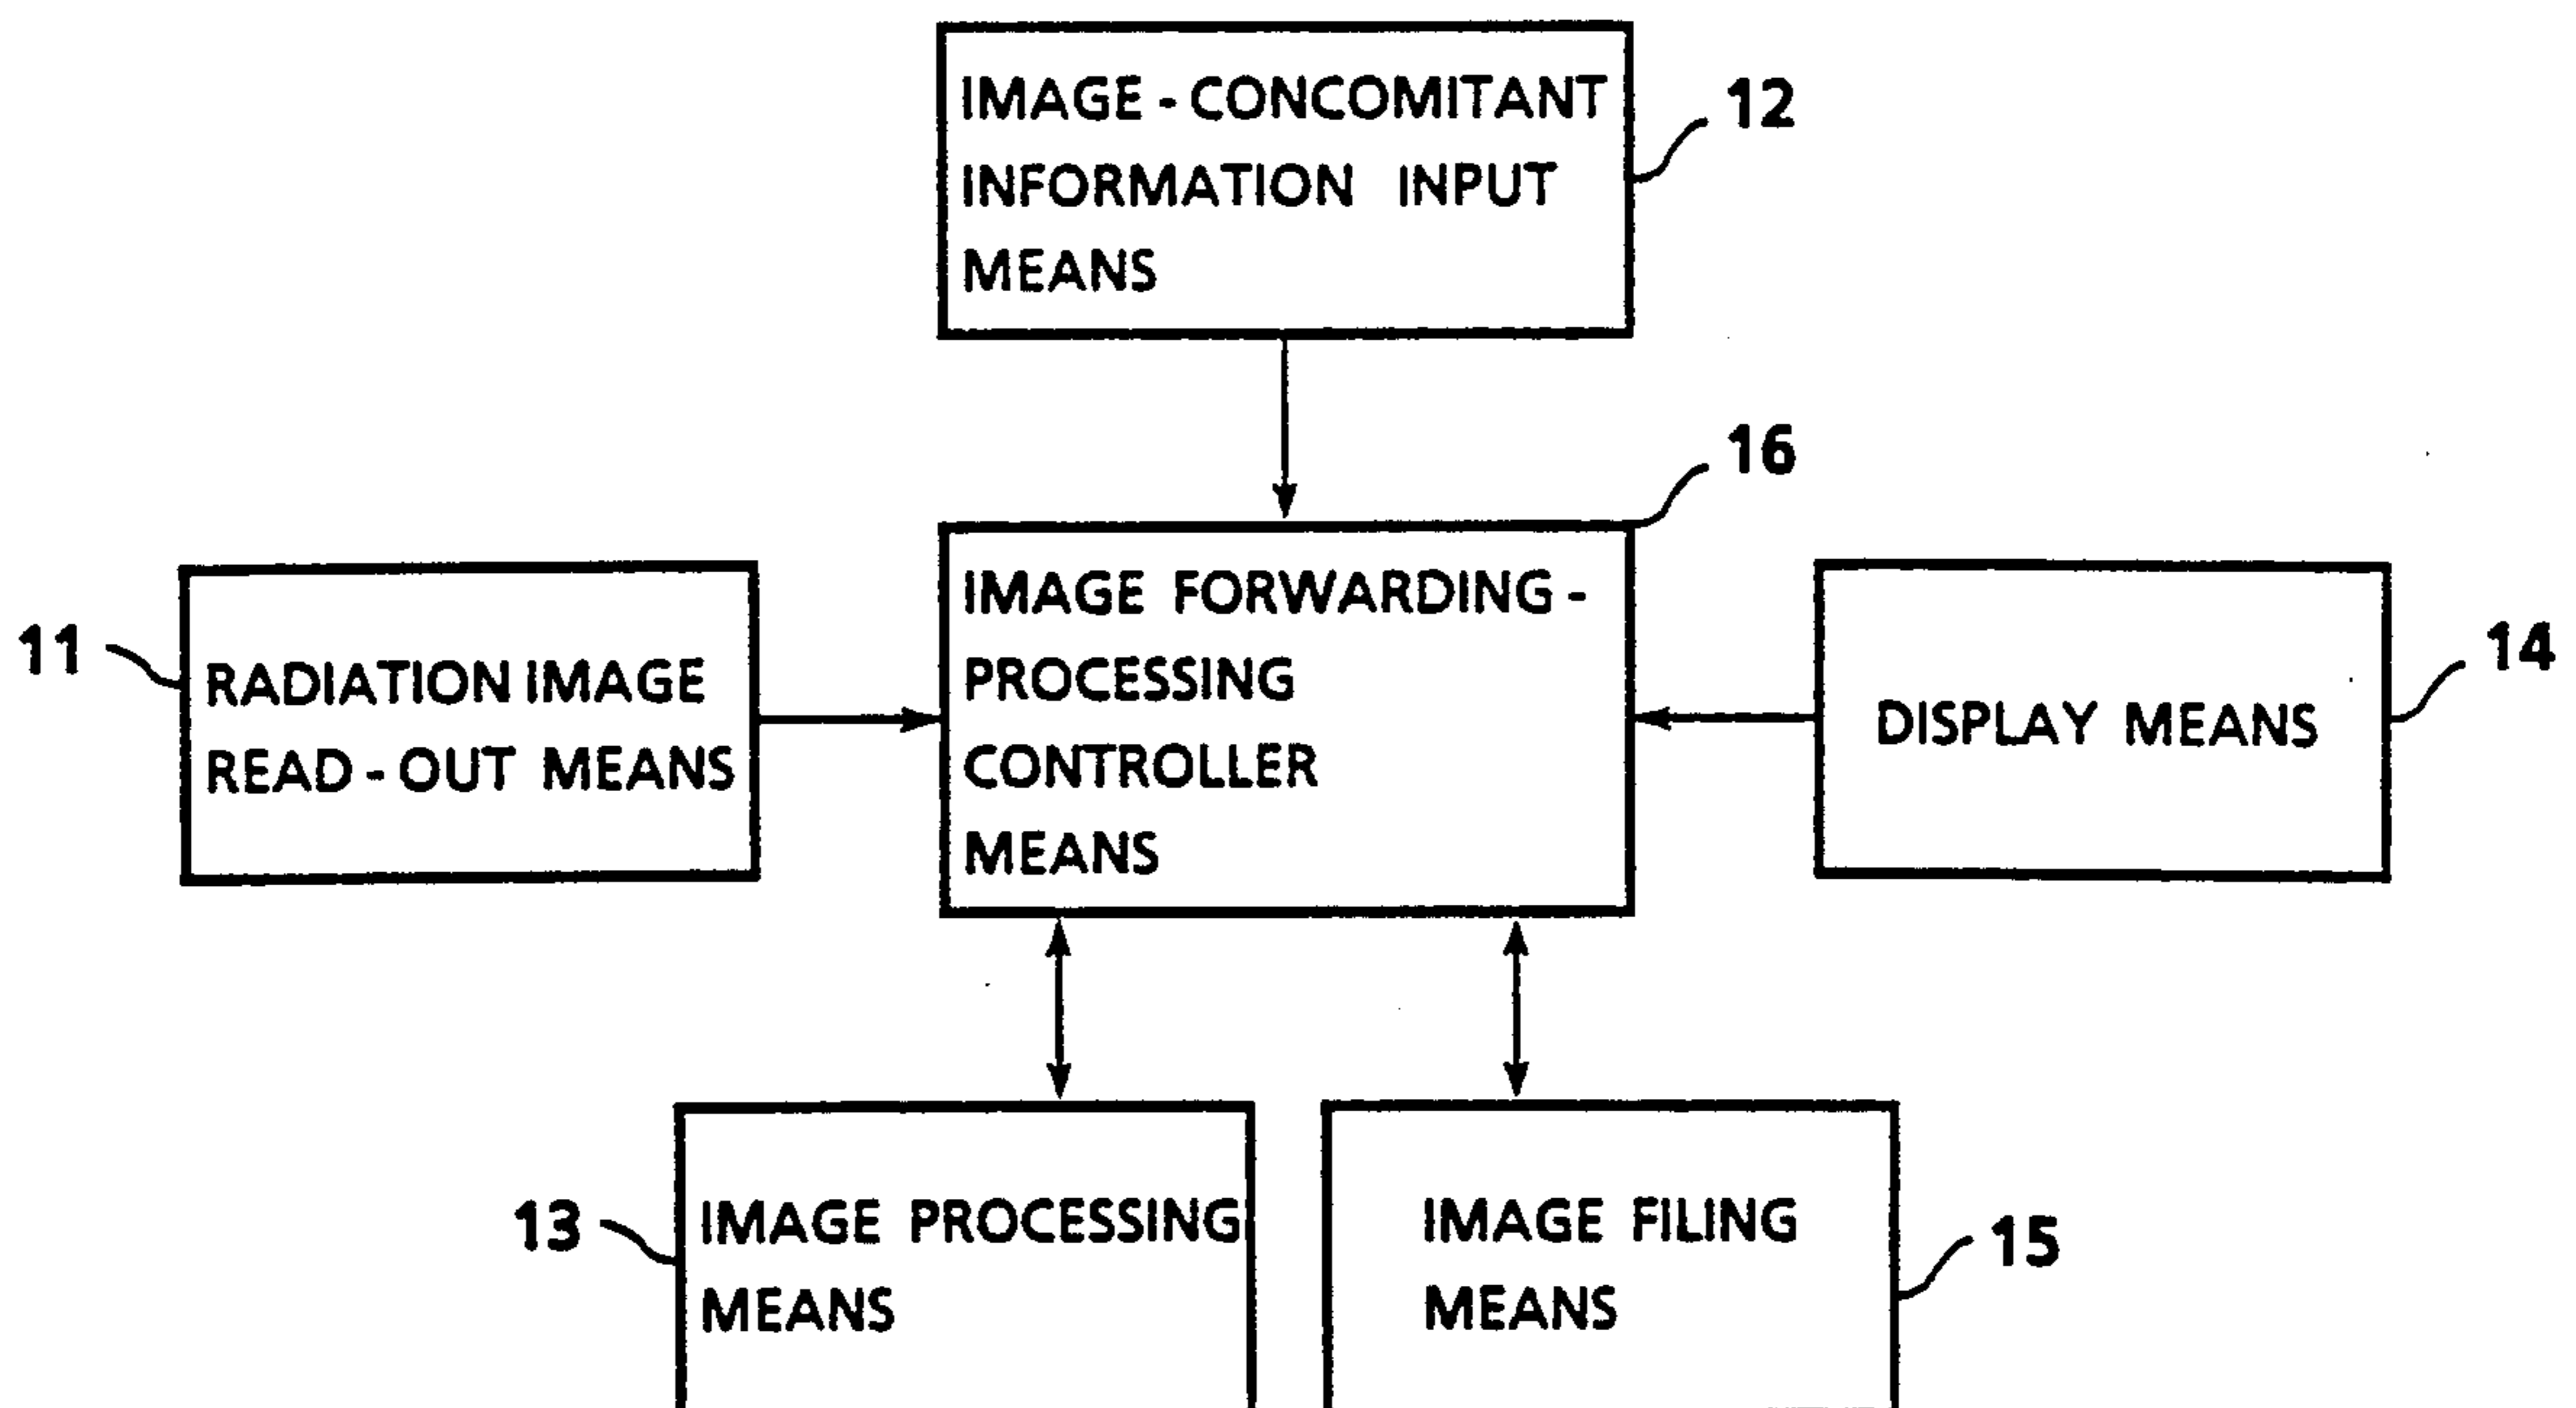 IMAGE - CONCOMITANT
INFORMATION INPUT
MEANS
12
16
IMAGE FORWARDING -
PROCESSING
CONTROLLER
MEANS
11
RADIATION IMAGE
READ - OUT MEANS
14
DISPLAY MEANS
13
IMAGE PROCESSING
MEANS
IMAGE FILING
MEANS
15